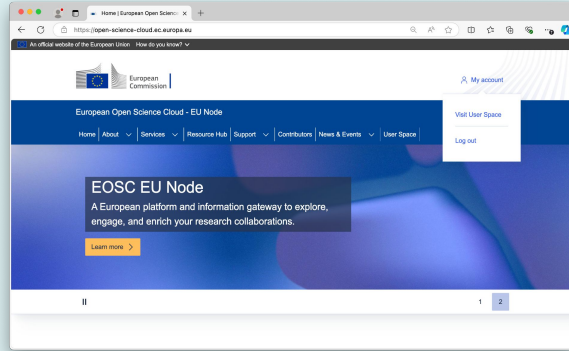 Home | European Open Science
https://open-science-cloud.ec.europa.eu
An official website of the European Union How do you know?
European
Commission
My account
European Open Science Cloud - EU Node
Visit User Space
Home About Services Resource Hub Support Contributors News & Events User Space
Log out
EOSC EU Node
A European platform and information gateway to explore,
engage, and enrich your research collaborations.
Learn more
1 2